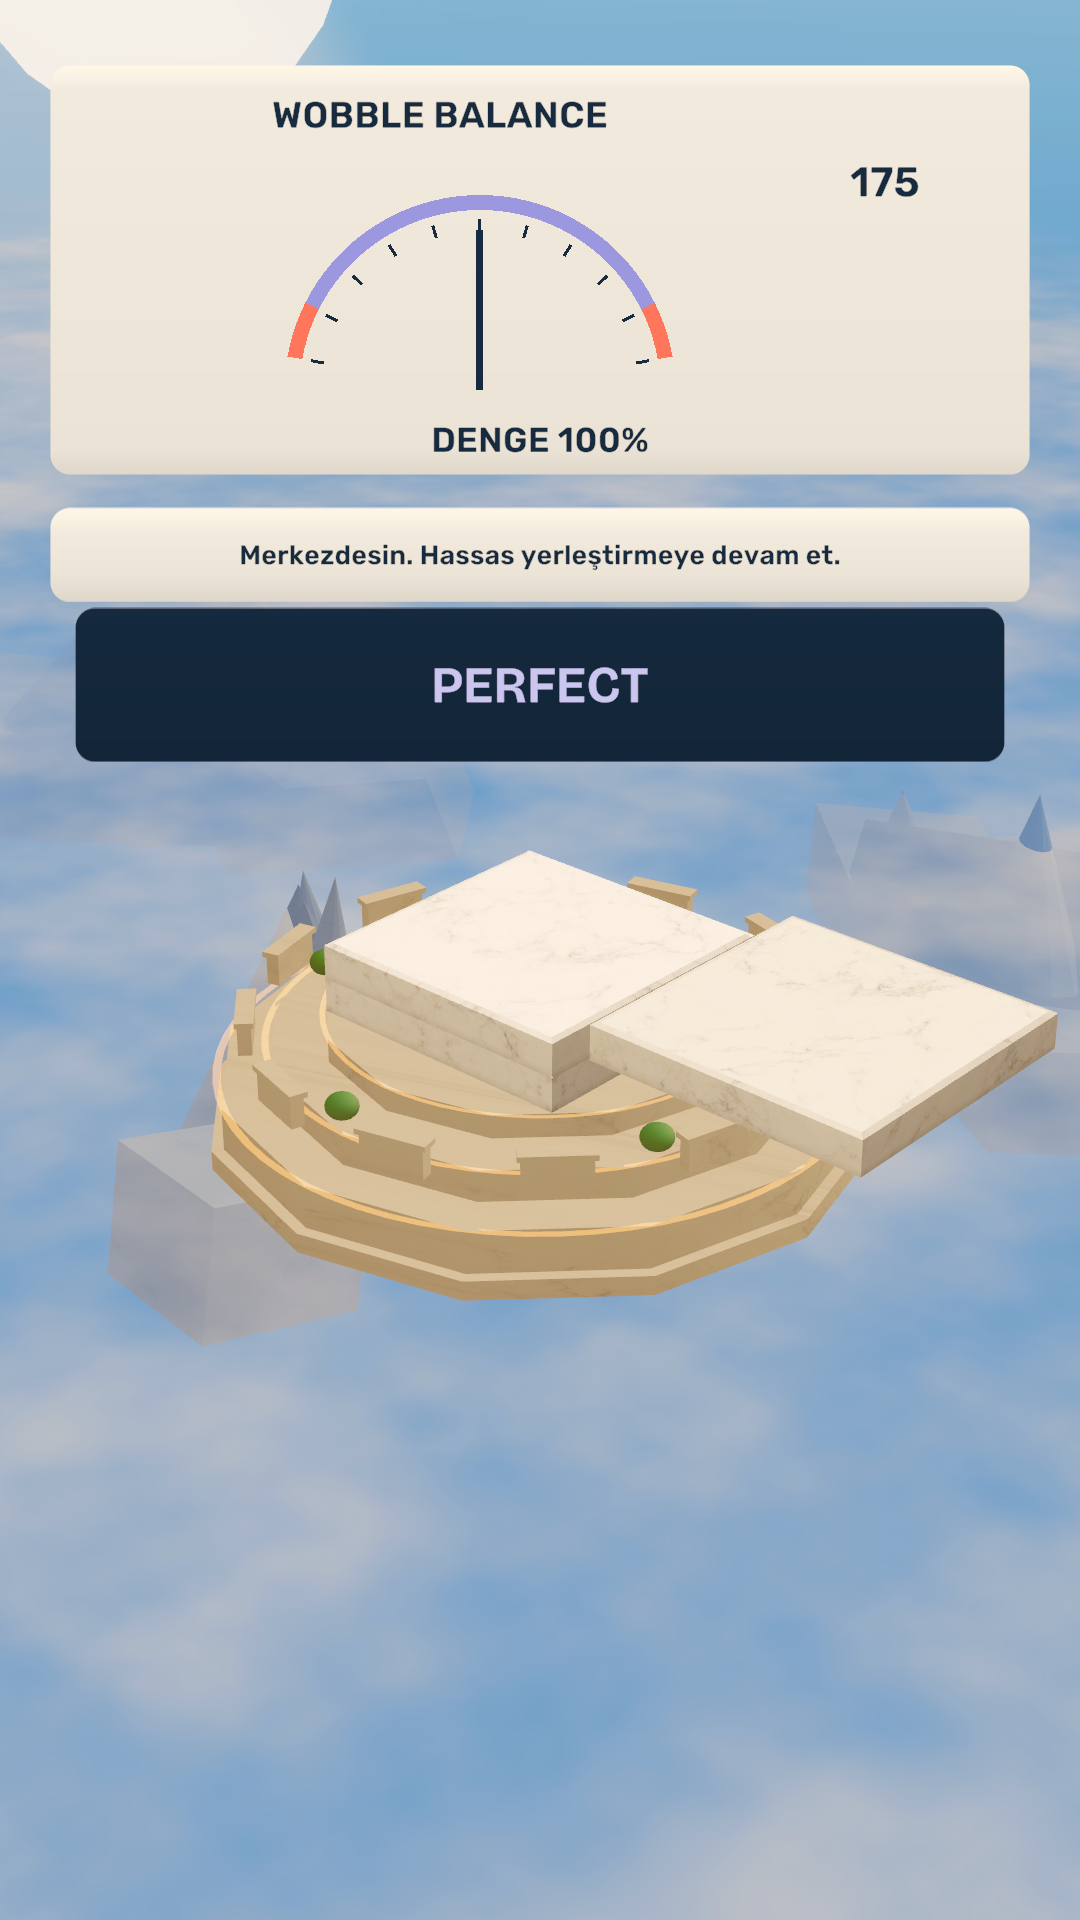 WOBBLE BALANCE
175
DENGE 100%
Merkezdesin. Hassas yerleştirmeye devam et.
PERFECT